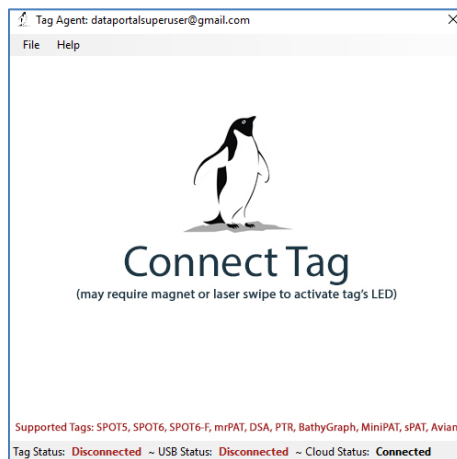 Tag Agent: dataportalsuperuser@gmail.com
File Help
Connect Tag
(may require magnet or laser swipe to activate tag's LED)
Supported Tags: SPOT5, SPOT6, SPOT6-F, mrPAT, DSA, PTR, BathyGraph, MiniPAT, sPAT, Avian
Tag Status: Disconnected ~ USB Status: Disconnected ~ Cloud Status: Connected